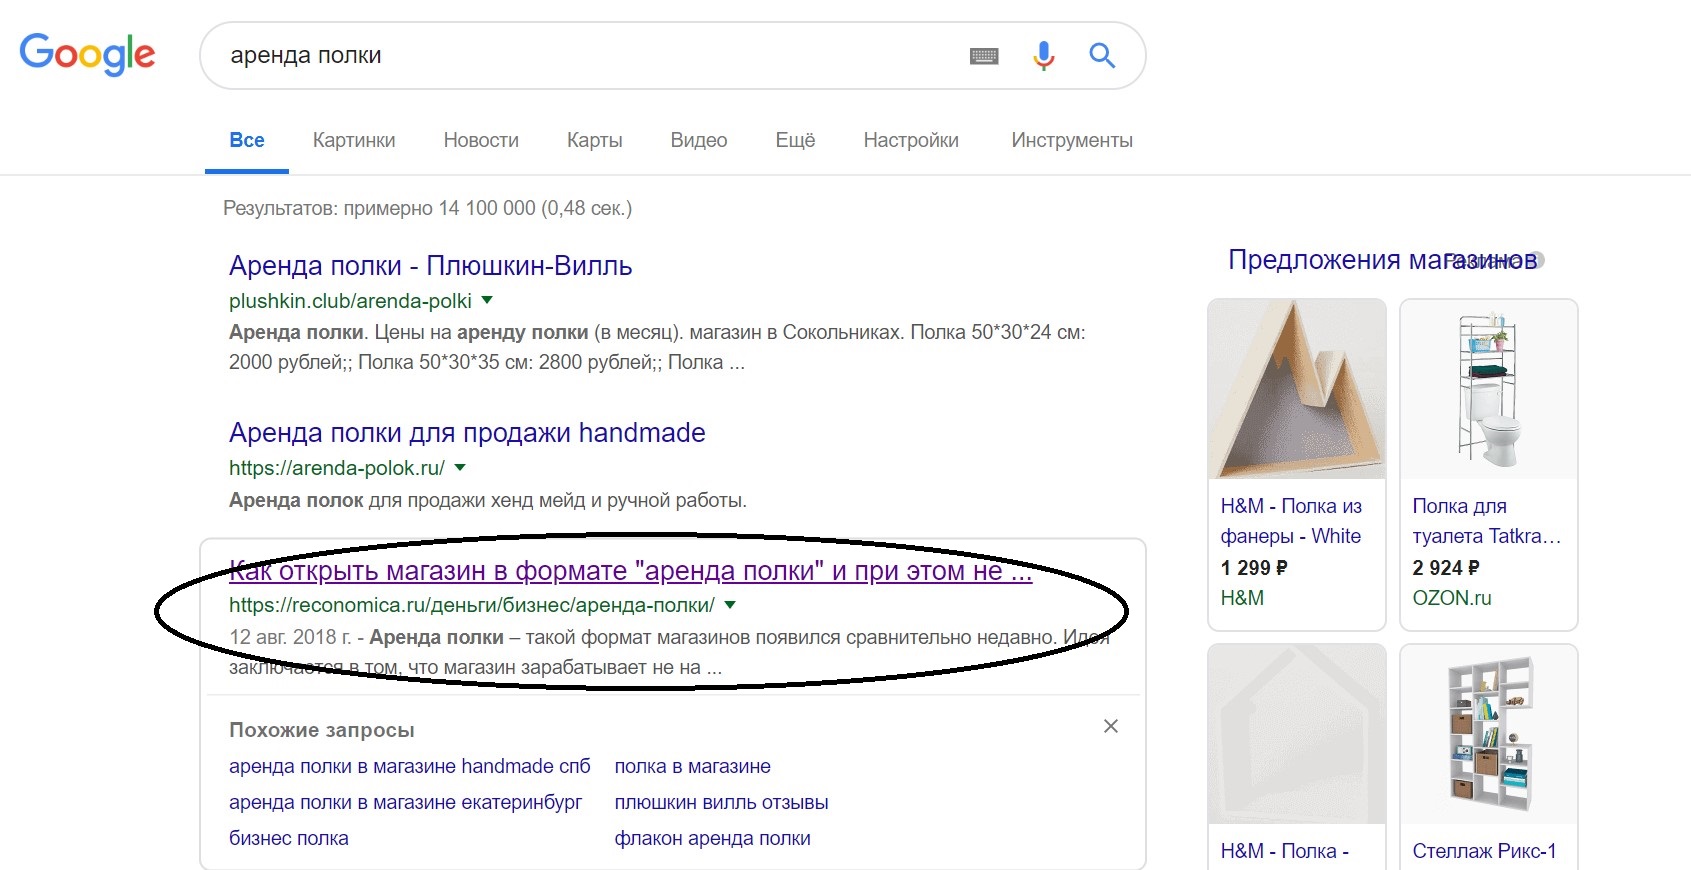 Google
аренда полки
Все Картинки Новости Карты Видео Ещё Настройки Инструменты
Результатов: примерно 14 100 000 (0,48 сек.)
Аренда полки - Плюшкин-Вилль
plushkin.club/arenda-polki
Аренда полки. Цены на аренду полки (в месяц). магазин в Сокольниках. Полка 50*30*24 см:
2000 рублей;; Полка 50*30*35 см: 2800 рублей;; Полка ...
Аренда полки для продажи handmade
https://arenda-polok.ru/
Аренда полок для продажи хенд мейд и ручной работы.
Как открыть магазин в формате "аренда полки" и при этом не ...
https://reconomica.ru/деньги/бизнес/аренда-полки/
12 авг. 2018 г. - Аренда полки – такой формат магазинов появился сравнительно недавно. Идея
заключается в том, что магазин зарабатывает не на ...
Похожие запросы
аренда полки в магазине handmade спб
полка в магазине
аренда полки в магазине екатеринбург
плюшкин вилль отзывы
бизнес полка
флакон аренда полки
Предложения магазинов
Реклама
H&M - Полка из
фанеры - White
1 299 ₽
H&M
Полка для
туалета Tatkra...
2 924 ₽
OZON.ru
H&M - Полка -
Стеллаж Рикс-1